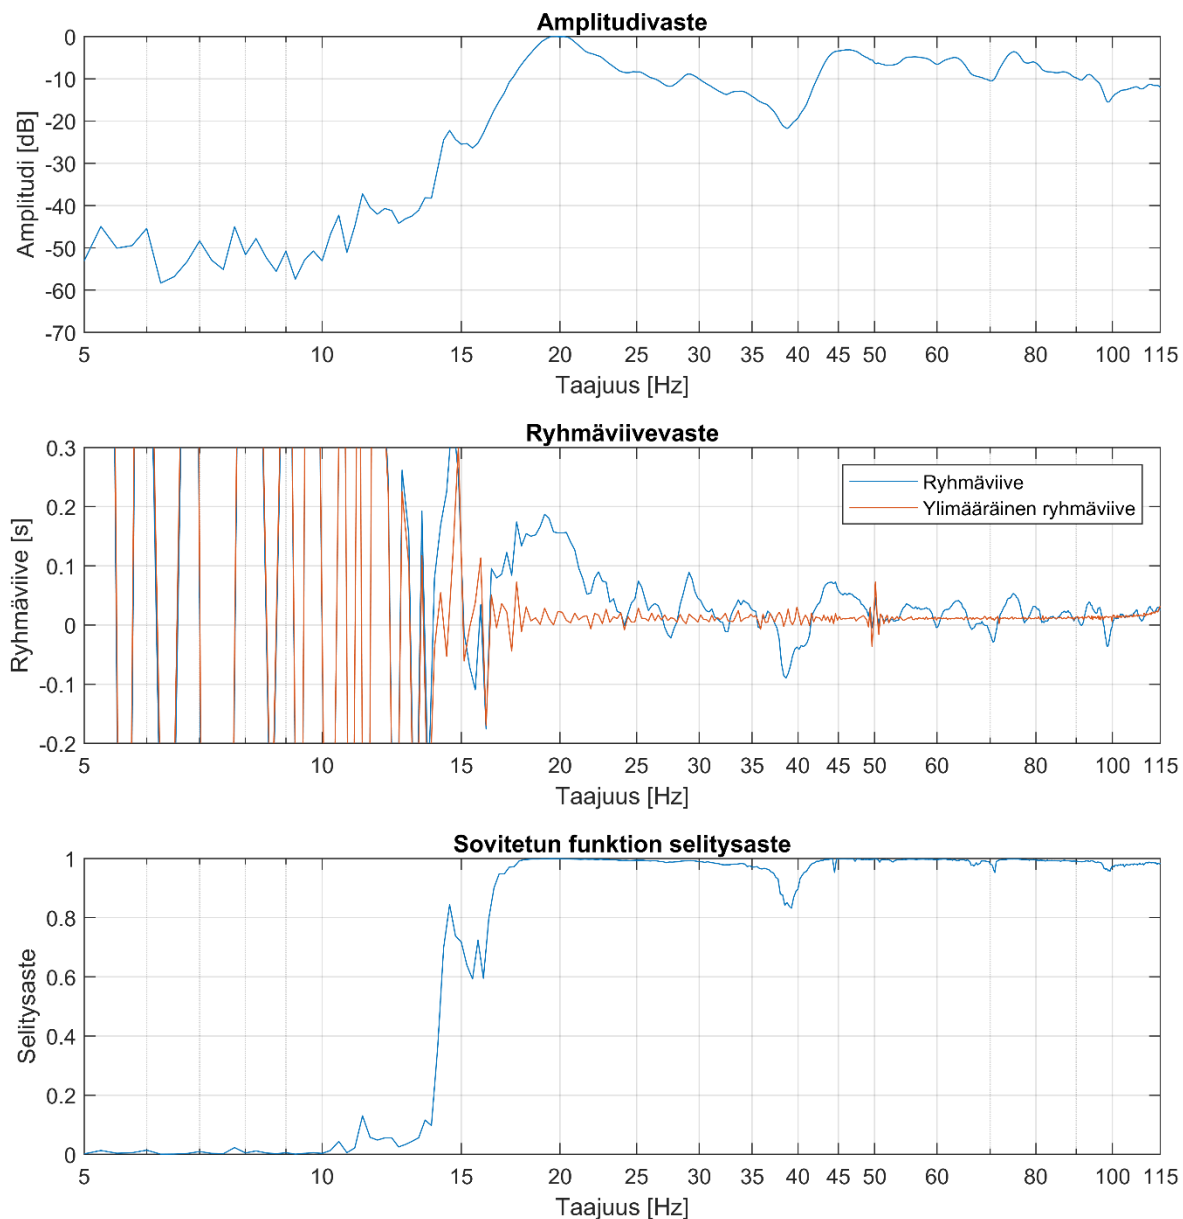 Amplitudivaste
0
-10
-20
-30
-40
-50
-60
-70
Amplitudi [dB]
5 10 15 20 25 30 35 40 45 50 60 80 100 115
Taajuus [Hz]
Ryhmäviivevaste
0.3
0.2
0.1
0
-0.1
-0.2
Ryhmäviive [s]
Ryhmäviive
Ylimääräinen ryhmäviive
5 10 15 20 25 30 35 40 45 50 60 80 100 115
Taajuus [Hz]
Sovitetun funktion selitysaste
1
0.8
0.6
0.4
0.2
0
Selitysaste
5 10 15 20 25 30 35 40 45 50 60 80 100 115
Taajuus [Hz]